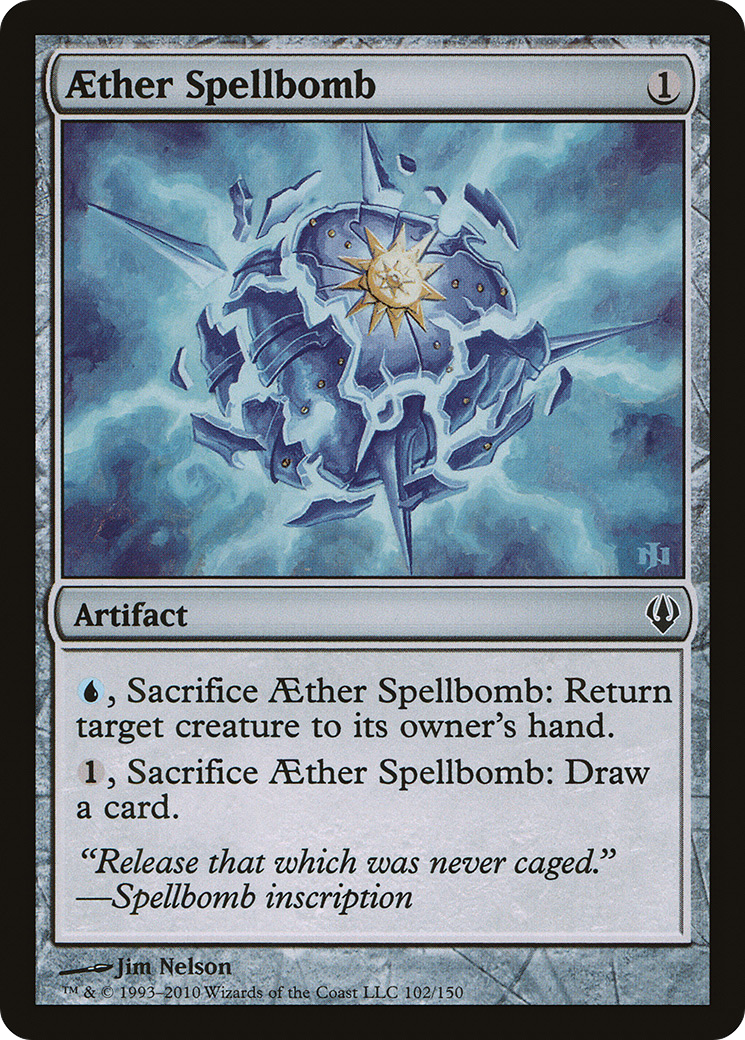 Æther Spellbomb
1
Artifact
, Sacrifice Æther Spellbomb: Return
target creature to its owner's hand.
1, Sacrifice Æther Spellbomb: Draw
a card.
“Release that which was never caged.”
—Spellbomb inscription
Jim Nelson
™ & © 1993–2010 Wizards of the Coast LLC 102/150